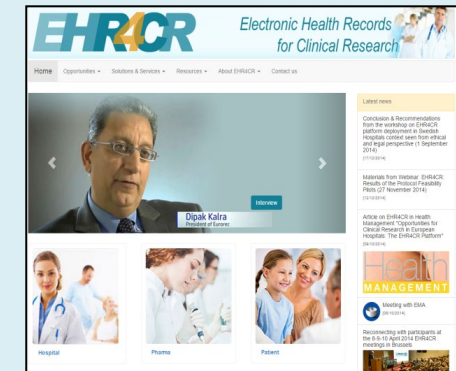 EHR4CR
Electronic Health Records
for Clinical Research
Home Opportunities Solutions & Services Resources About EHR4CR Contact us
Interview
Dipak Kalra
President of Eurorec
Hospital
Pharma
Patient
Latest news
Conclusion & Recommendations
from the workshop on EHR4CR
platform deployment in Swedish
Hospitals context seen from ethical
and legal perspective (1 September
2014)
[17/12/2014]
Materials from Webinar: EHR4CR
Results of the Protocol Feasibility
Pilots (27 November 2014)
Article on EHR4CR in Health
Management "Opportunities for
Clinical Research in European
Hospitals: The EHR4CR Platform"
Health
MANAGEMENT
Meeting with EMA
Reconnecting with participants at
the 8-9-10 April 2014 EHR4CR
meetings in Brussels